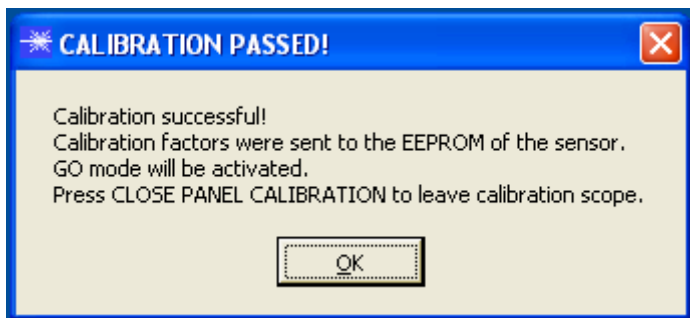 CALIBRATION PASSED!
Calibration successful!
Calibration factors were sent to the EEPROM of the sensor.
GO mode will be activated.
Press CLOSE PANEL CALIBRATION to leave calibration scope.
OK